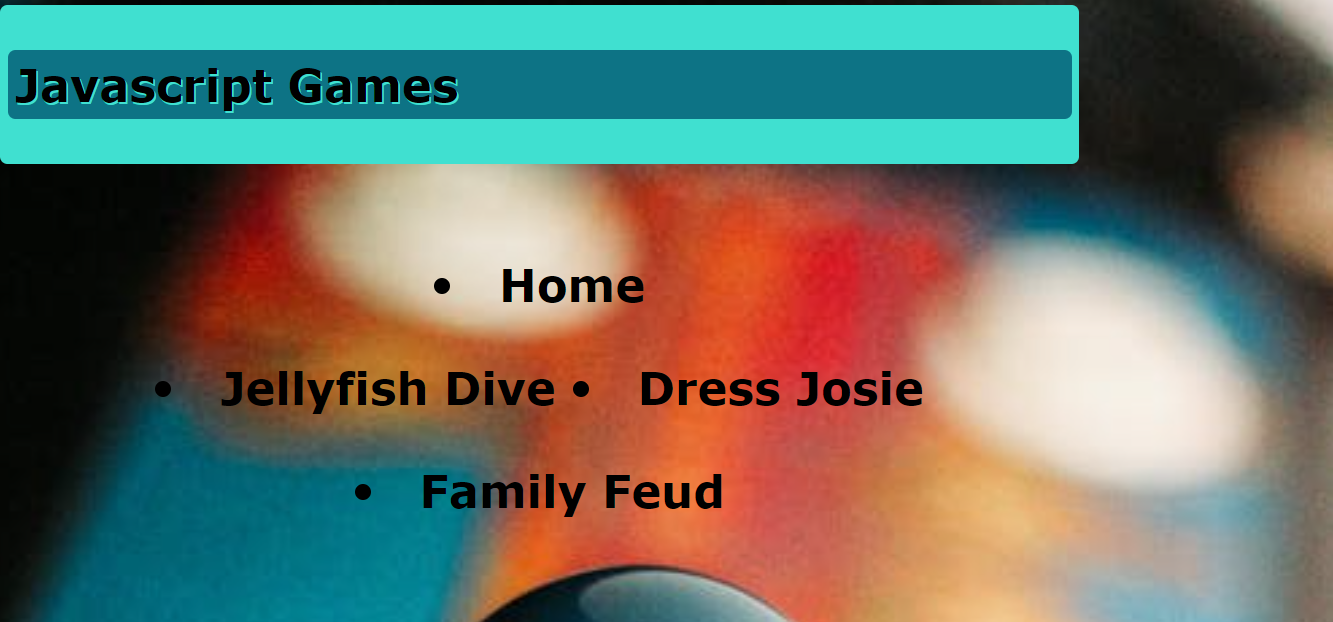 Javascript Games
• Home
• Jellyfish Dive • Dress Josie
• Family Feud